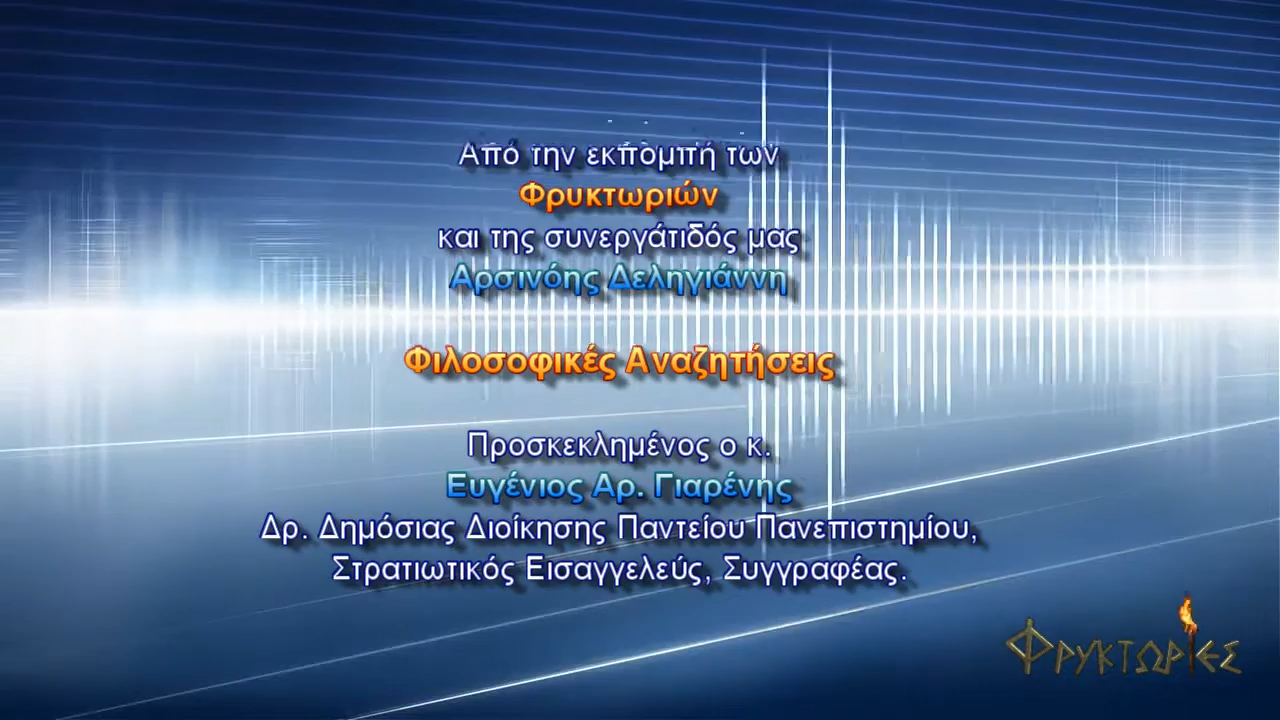 Από την εκπομπή των
Φρυκτωριών
και της συνεργάτιδός μας
Αρσινόης Δεληγιάννη
Φιλοσοφικές Αναζητήσεις
Προσκεκλημένος ο κ.
Ευγένιος Αρ. Γιαρένης
Δρ. Δημόσιας Διοίκησης Παντείου Πανεπιστημίου,
Στρατιωτικός Εισαγγελεύς, Συγγραφέας.
ΦΡΥΚΤΩΡΙΕΣ